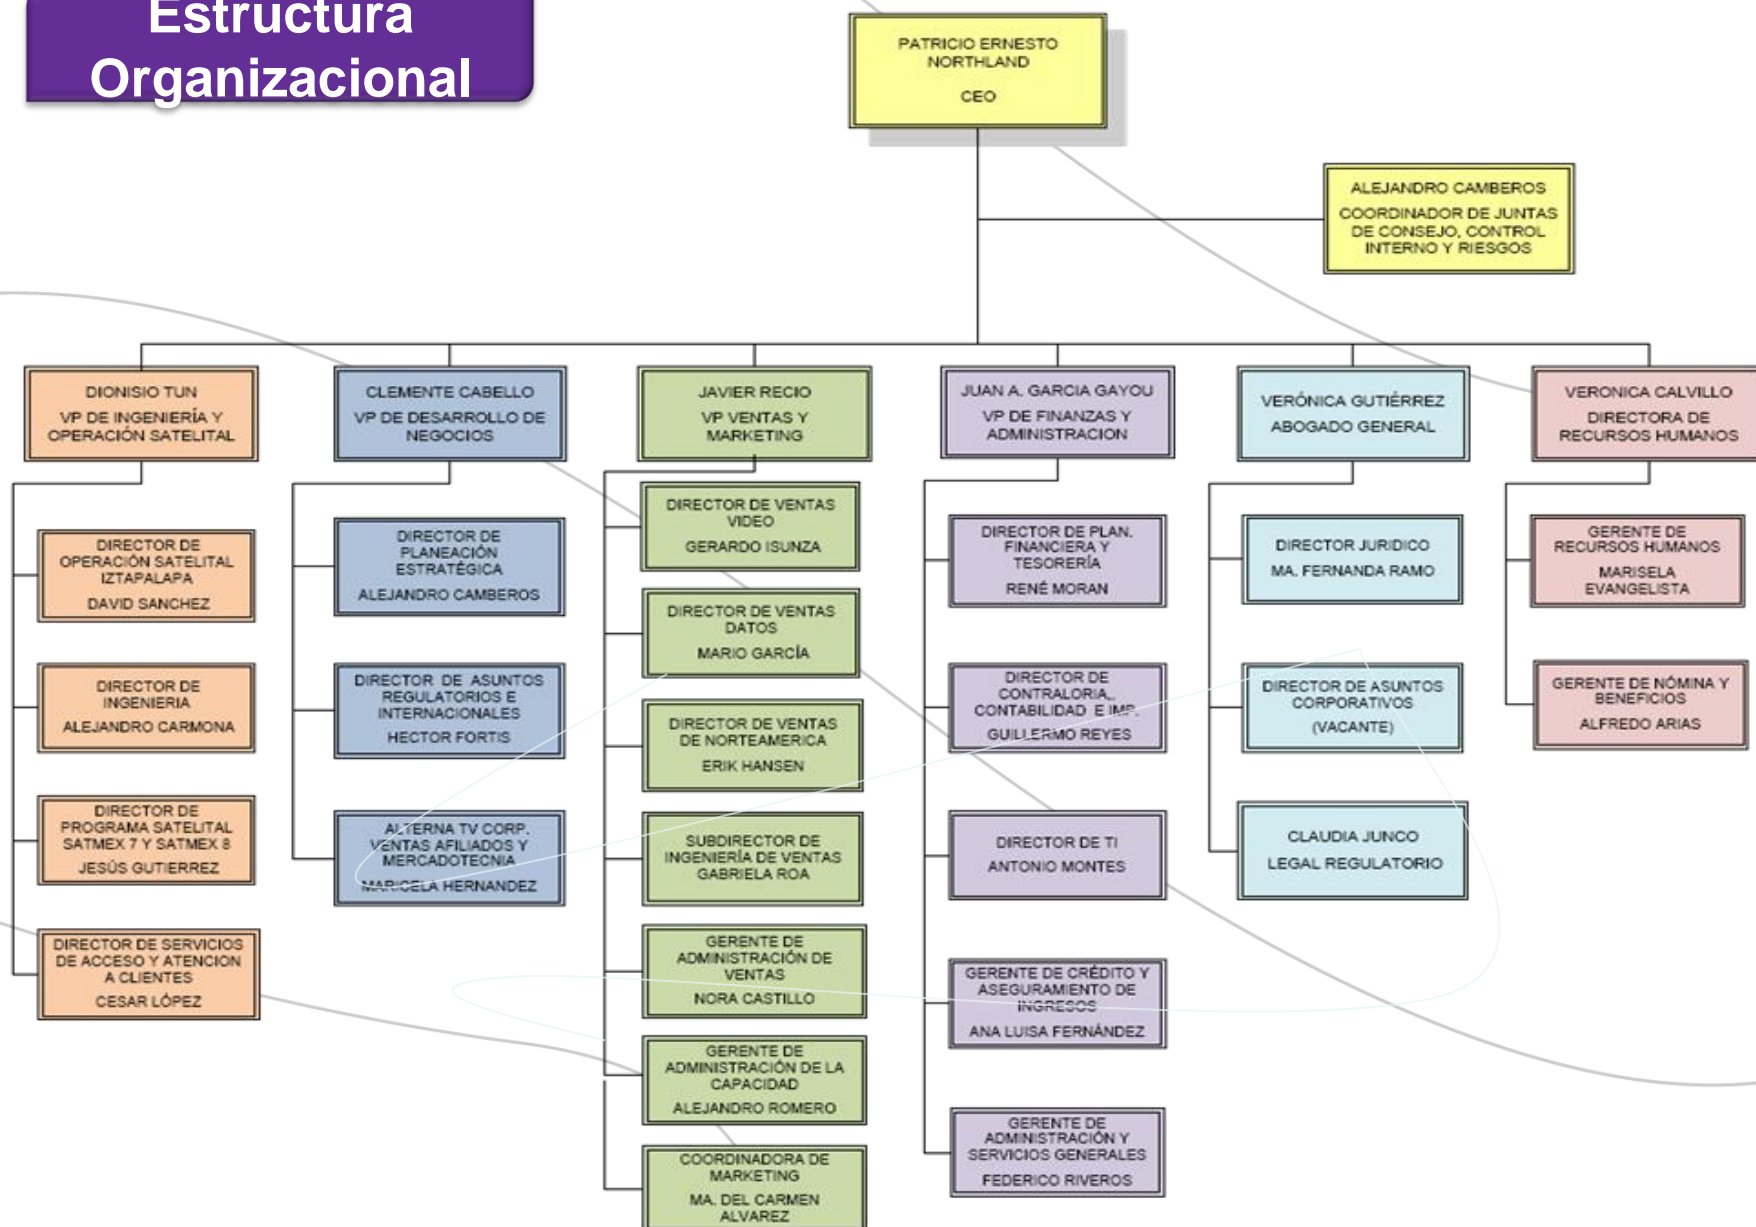 Estructura
Organizacional
PATRICIO ERNESTO
NORTHLAND
CEO
ALEJANDRO CAMBEROS
COORDINADOR DE JUNTAS
DE CONSEJO, CONTROL
INTERNO Y RIESGOS
DIONISIO TUN
VP DE INGENIERÍA Y
OPERACIÓN SATELITAL
DIRECTOR DE
OPERACIÓN SATELITAL
IZTAPALAPA
DAVID SANCHEZ
DIRECTOR DE
INGENIERIA
ALEJANDRO CARMONA
DIRECTOR DE
PROGRAMA SATELITAL
SATMEX 7 Y SATMEX 8
JESÚS GUTIERREZ
DIRECTOR DE SERVICIOS
DE ACCESO Y ATENCION
A CLIENTES
CESAR LÓPEZ
CLEMENTE CABELLO
VP DE DESARROLLO DE
NEGOCIOS
DIRECTOR DE
PLANEACIÓN
ESTRATÉGICA
ALEJANDRO CAMBEROS
DIRECTOR DE ASUNTOS
REGULATORIOS E
INTERNACIONALES
HECTOR FORTIS
ALTERNA TV CORP.
VENTAS AFILIADOS Y
MERCADOTECNIA
MARICELA HERNANDEZ
JAVIER RECIO
VP VENTAS Y
MARKETING
DIRECTOR DE VENTAS
VIDEO
GERARDO ISUNZA
DIRECTOR DE VENTAS
DATOS
MARIO GARCÍA
DIRECTOR DE VENTAS
DE NORTEAMERICA
ERIK HANSEN
SUBDIRECTOR DE
INGENIERÍA DE VENTAS
GABRIELA ROA
GERENTE DE
ADMINISTRACIÓN DE
VENTAS
NORA CASTILLO
GERENTE DE
ADMINISTRACIÓN DE LA
CAPACIDAD
ALEJANDRO ROMERO
COORDINADORA DE
MARKETING
MA. DEL CARMEN
ALVAREZ
JUAN A. GARCIA GAYOU
VP DE FINANZAS Y
ADMINISTRACION
DIRECTOR DE PLAN.
FINANCIERA Y
TESORERÍA
RENÉ MORAN
DIRECTOR DE
CONTRALORIA,,
CONTABILIDAD E IMP.
GUILLERMO REYES
DIRECTOR DE TI
ANTONIO MONTES
GERENTE DE CRÉDITO Y
ASEGURAMIENTO DE
INGRESOS
ANA LUISA FERNÁNDEZ
GERENTE DE
ADMINISTRACIÓN Y
SERVICIOS GENERALES
FEDERICO RIVEROS
VERÓNICA GUTIÉRREZ
ABOGADO GENERAL
DIRECTOR JURIDICO
MA. FERNANDA RAMO
DIRECTOR DE ASUNTOS
CORPORATIVOS
(VACANTE)
CLAUDIA JUNCO
LEGAL REGULATORIO
VERONICA CALVILLO
DIRECTORA DE
RECURSOS HUMANOS
GERENTE DE
RECURSOS HUMANOS
MARISELA
EVANGELISTA
GERENTE DE NÓMINA Y
BENEFICIOS
ALFREDO ARIAS